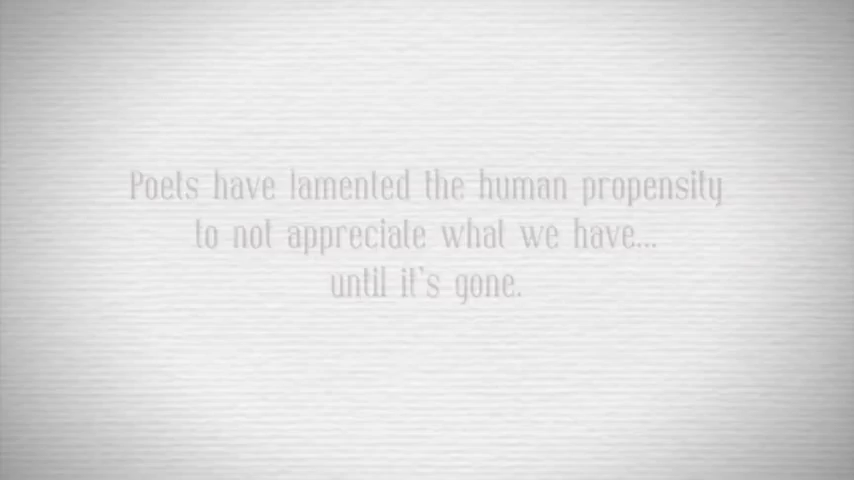 Poets have lamented the human propensity
to not appreciate what we have...
until it's gone.